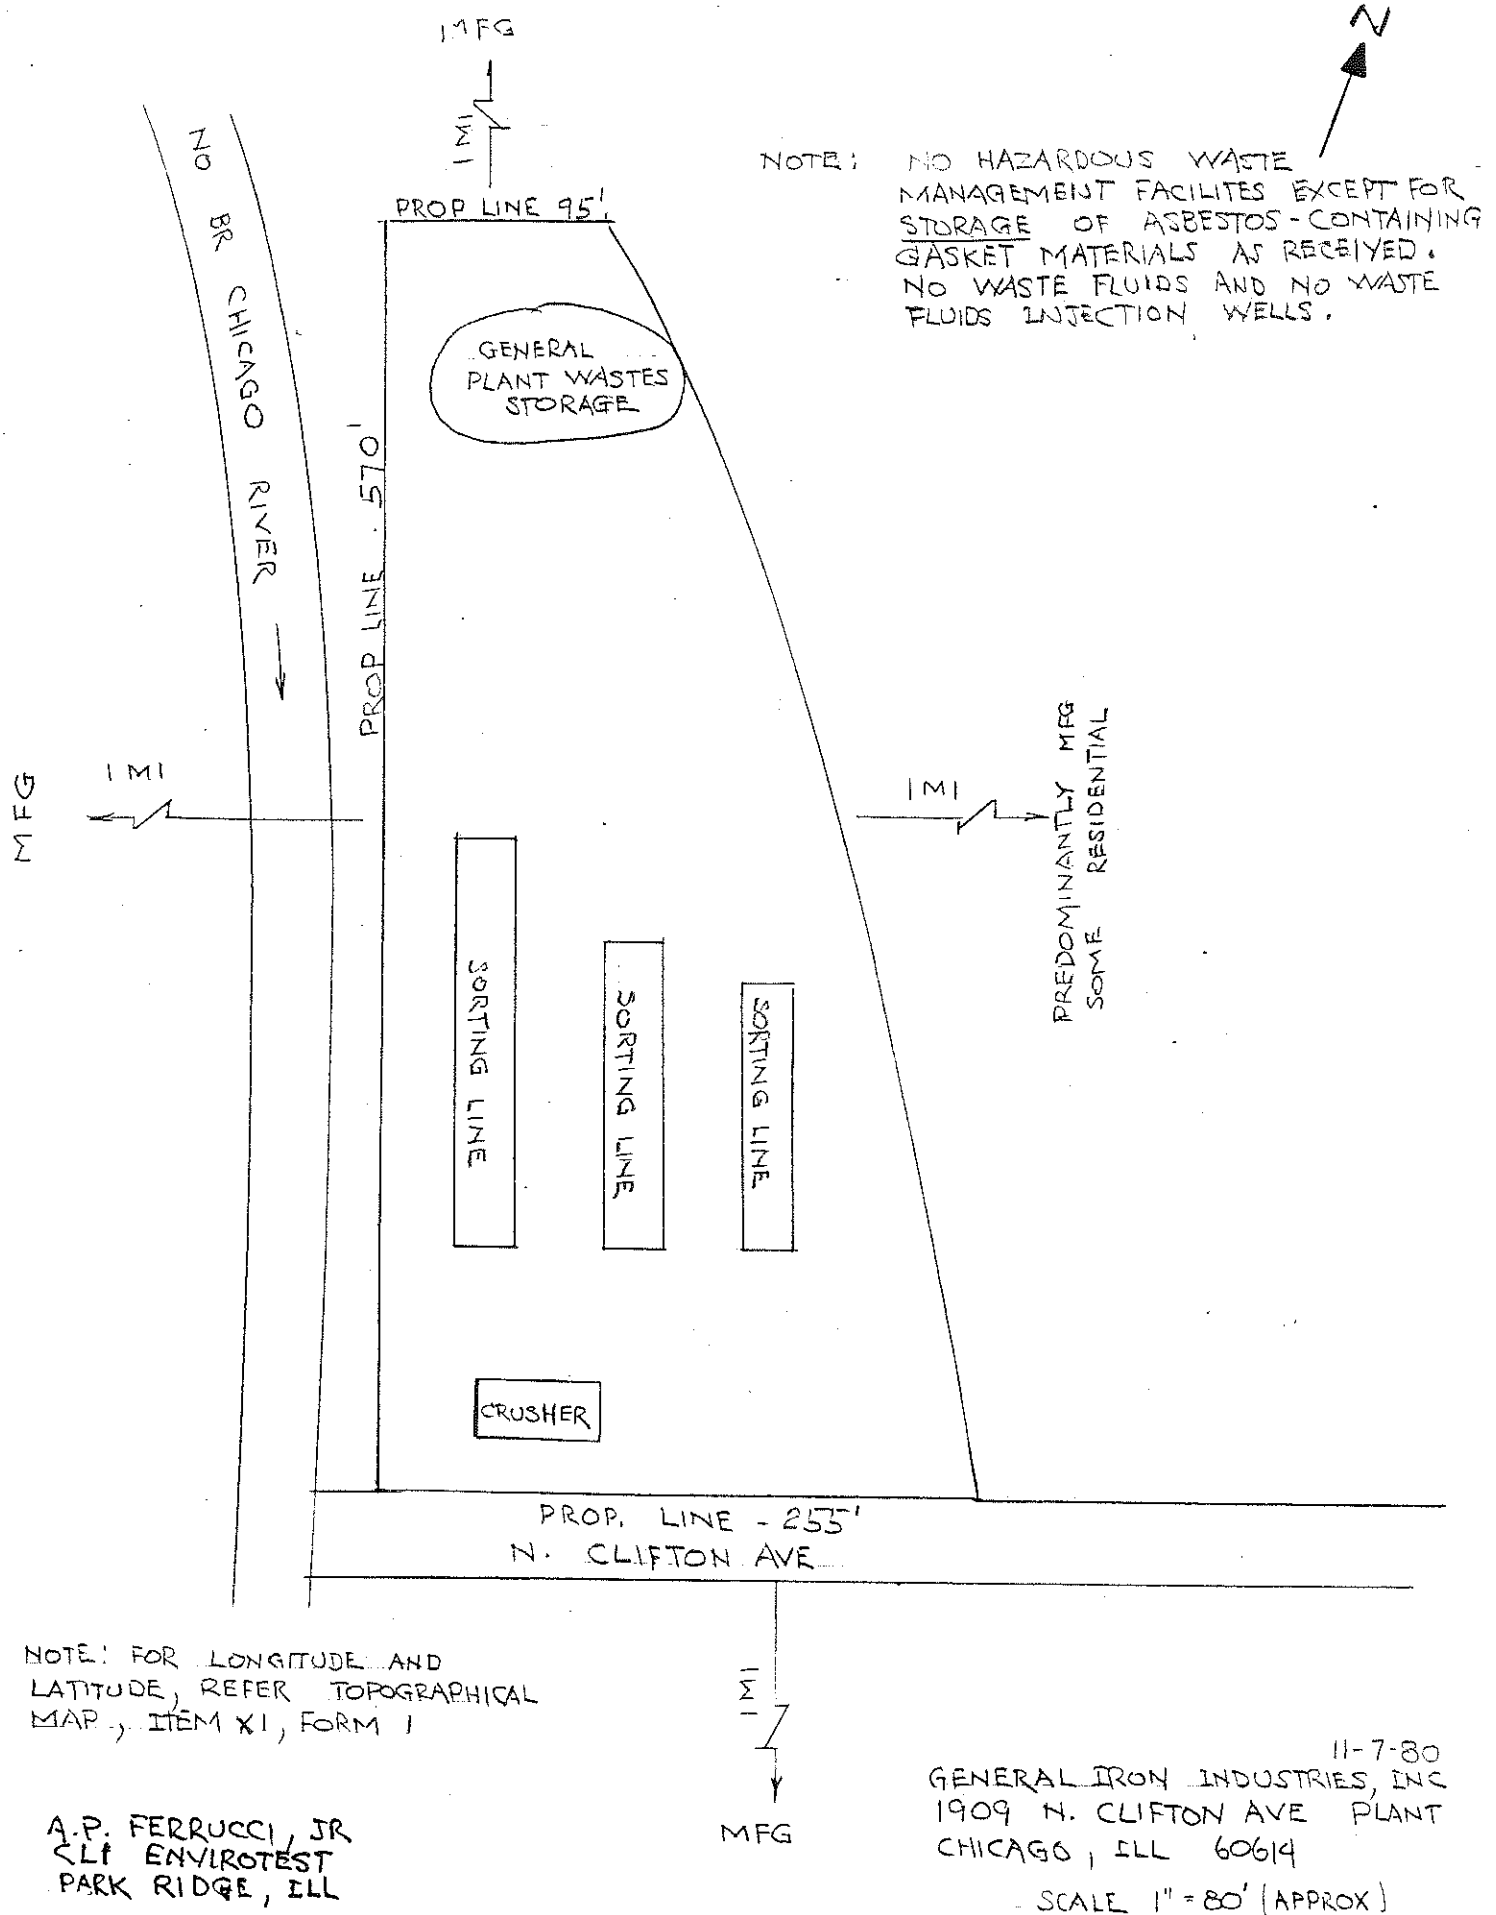 MFG
N
1 MI
NOTE: NO HAZARDOUS WASTE
MANAGEMENT FACILITES EXCEPT FOR
STORAGE OF ASBESTOS-CONTAINING
GASKET MATERIALS AS RECEIVED.
NO WASTE FLUIDS AND NO WASTE
FLUIDS INJECTION WELLS.
PROP LINE 95'
NO BR CHICAGO RIVER
GENERAL
PLANT WASTES
STORAGE
PROP LINE 570'
MFG
1 MI
1 MI
PREDOMINANTLY MFG
SOME RESIDENTIAL
SORTING LINE
SORTING LINE
SORTING LINE
CRUSHER
PROP. LINE - 255'
N. CLIFTON AVE
NOTE: FOR LONGITUDE AND
LATITUDE, REFER TOPOGRAPHICAL
MAP, ITEM XI, FORM 1
1 MI
MFG
A.P. FERRUCCI, JR
ENVIROTEST
PARK RIDGE, ILL
11-7-80
GENERAL IRON INDUSTRIES, INC
1909 N. CLIFTON AVE PLANT
CHICAGO, ILL 60614
SCALE 1" = 80' (APPROX)